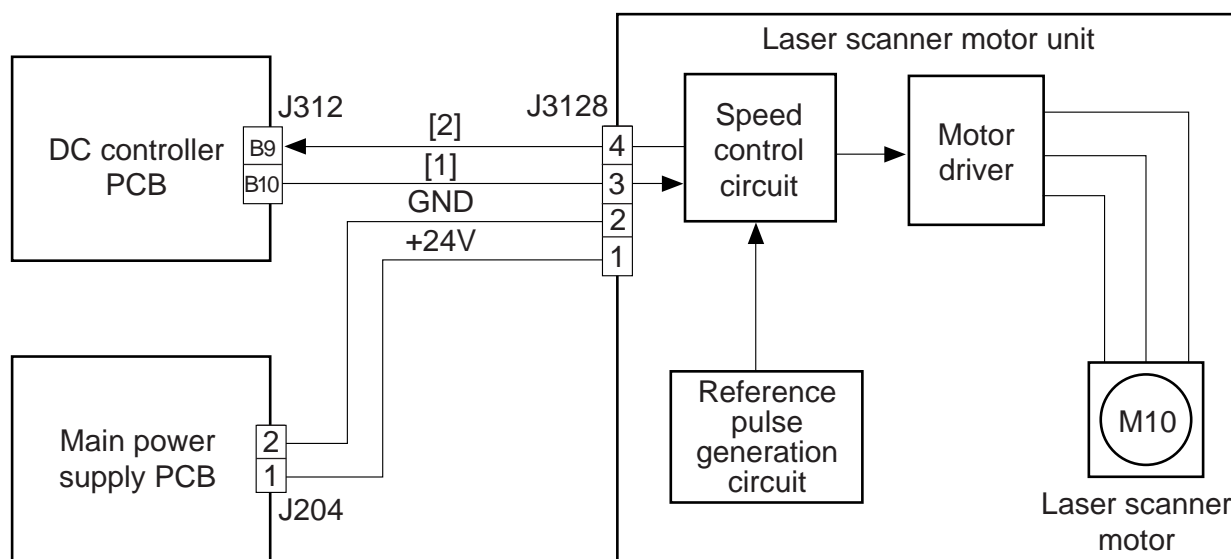 Laser scanner motor unit
DC controller
PCB
J312
B9
B10
[2]
[1]
GND
+24V
J3128
4
3
2
1
Speed
control
circuit
Motor
driver
Main power
supply PCB
2
1
J204
Reference
pulse
generation
circuit
M10
Laser scanner
motor